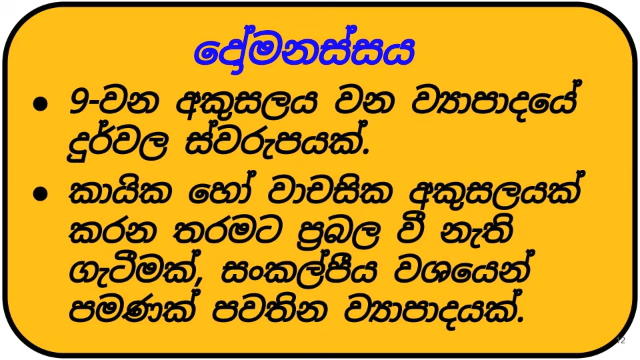 දෝමනස්සය
• 9-වන අකුසලය වන ව්‍යාපාදයේ
දුර්වල ස්වරුපයක්.
• කායික හෝ වාචසික අකුසලයක්
කරන තරමට ප්‍රබල වී නැති
ගැටීමක්, සංකල්පීය වශයෙන්
පමණක් පවතින ව්‍යාපාදයක්.